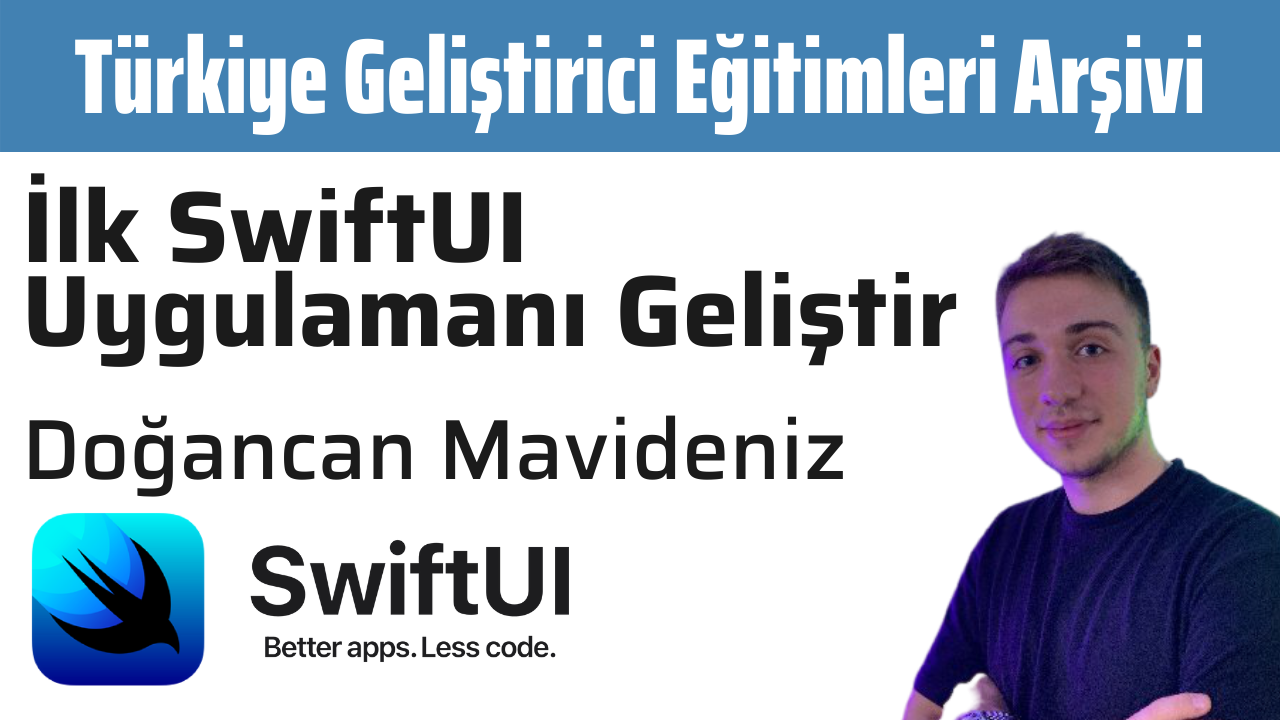 Türkiye Geliştirici Eğitimleri Arşivi
İlk SwiftUI
Uygulamanı Geliştir
Doğancan Mavideniz
SwiftUI
Better apps. Less code.